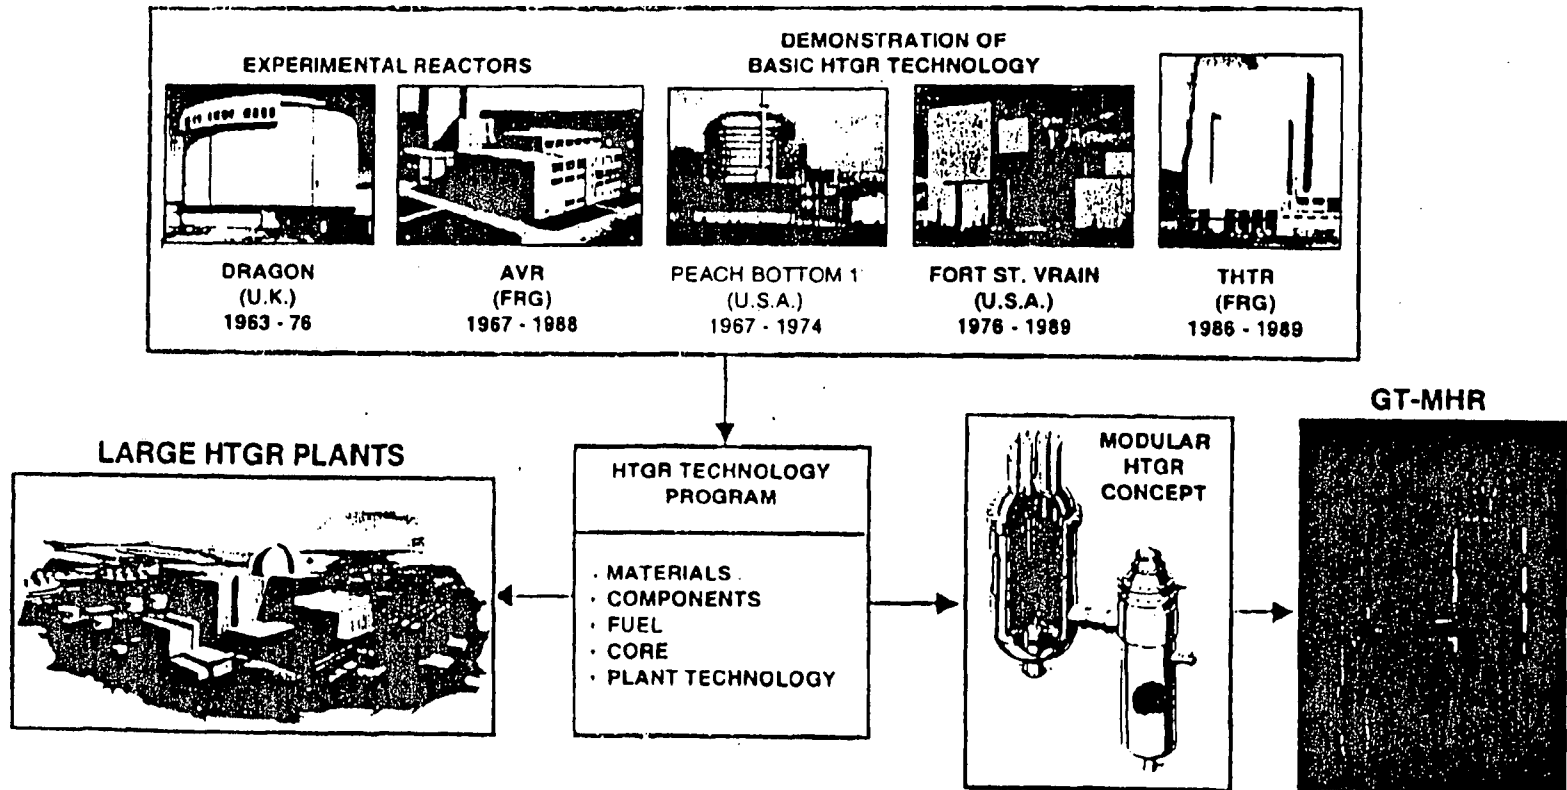 EXPERIMENTAL REACTORS
DEMONSTRATION OF
BASIC HTGR TECHNOLOGY
DRAGON
(U.K.)
1963 - 76
AVR
(FRG)
1967 - 1988
PEACH BOTTOM 1
(U.S.A.)
1967 - 1974
FORT ST. VRAIN
(U.S.A.)
1976 - 1989
THTR
(FRG)
1986 - 1989
LARGE HTGR PLANTS
HTGR TECHNOLOGY
PROGRAM
· MATERIALS
· COMPONENTS
· FUEL
· CORE
· PLANT TECHNOLOGY
MODULAR
HTGR
CONCEPT
GT-MHR